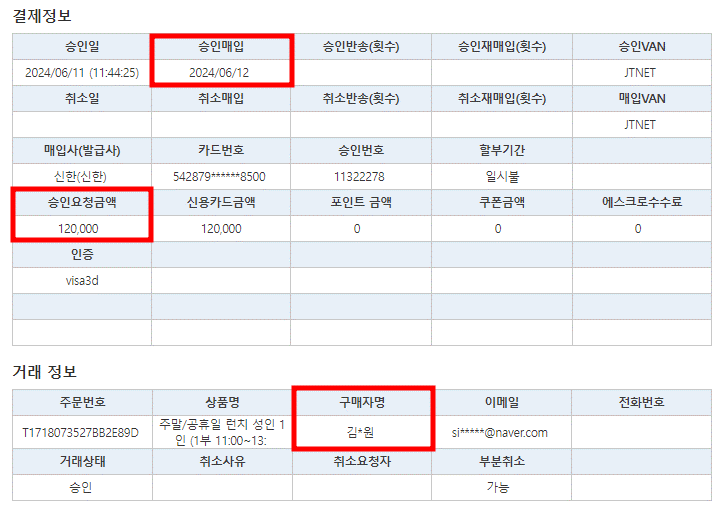 결제정보
승인일 승인매입 승인반송(횟수) 승인재매입(횟수) 승인VAN
2024/06/11 (11:44:25) 2024/06/12 JTNET
취소일 취소매입 취소반송(횟수) 취소재매입(횟수) 매입VAN
JTNET
매입사(발급사) 카드번호 승인번호 할부기간
신한(신한) 542879******8500 11322278 일시불
승인요청금액 신용카드금액 포인트 금액 쿠폰금액 에스크로수수료
120,000 120,000 0 0 0
인증
visa3d
거래 정보
주문번호 상품명 구매자명 이메일 전화번호
T1718073527BB2E89D 주말/공휴일 런치 성인 1 김*원 si*****@naver.com
인 (1부 11:00~13:
거래상태 취소사유 취소요청자 부분취소
승인 가능